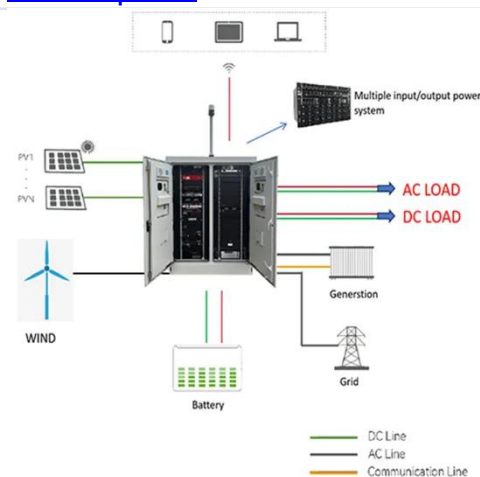 Multiple input/output power
system
PV1
PVN
AC LOAD
DC LOAD
WIND
Generstion
Grid
Battery
DC Line
AC Line
Communication Line